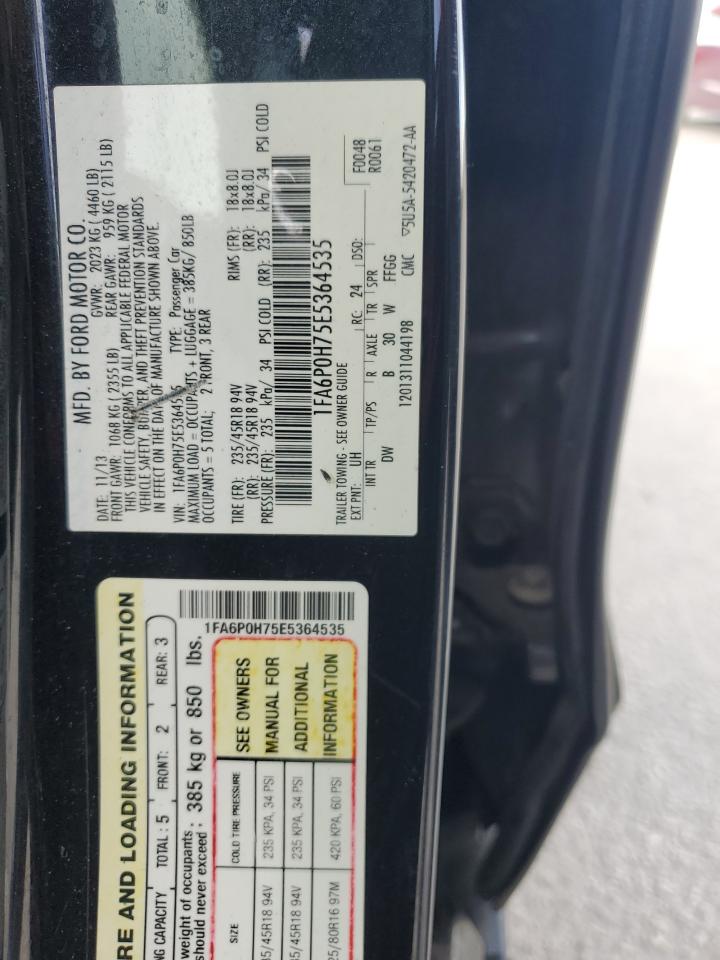 MFD. BY FORD MOTOR CO.
DATE: 11/13 GVWR: 2023 KG ( 4460 LB)
FRONT GAWR: 1068 KG ( 2355 LB) REAR GAWR: 959 KG ( 2115 LB)
THIS VEHICLE CONFORMS TO ALL APPLICABLE FEDERAL MOTOR
VEHICLE SAFETY, BUMPER, AND THEFT PREVENTION STANDARDS
IN EFFECT ON THE DATE OF MANUFACTURE SHOWN ABOVE.
VIN: 1FA6P0H75E5364535 TYPE: Passenger Car
MAXIMUM LOAD = OCCUPANTS + LUGGAGE = 385KG/ 850LB
OCCUPANTS = 5 TOTAL; 2 FRONT, 3 REAR
TIRE (FR): 235/45R18 94V RIMS (FR): 18x8.0J
(RR): 235/45R18 94V (RR): 18x8.0J
PRESSURE (FR): 235 kPa/ 34 PSI COLD (RR): 235 kPa/ 34 PSI COLD
1FA6P0H75E5364535
TRAILER TOWING - SEE OWNER GUIDE F0048
EXT PNT: UH RC: 24 DSO: R0061
INT TR TP/PS R AXLE TR SPR
DW B 30 W FFGG
1201311044198 CMC ▽5U5A-5420472-AA
RE AND LOADING INFORMATION
NG CAPACITY TOTAL : 5 FRONT: 2 REAR: 3
weight of occupants
should never exceed : 385 kg or 850 lbs.
1FA6P0H75E5364535
SIZE COLD TIRE PRESSURE SEE OWNERS
5/45R18 94V 235 KPA, 34 PSI MANUAL FOR
5/45R18 94V 235 KPA, 34 PSI ADDITIONAL
25/80R16 97M 420 KPA, 60 PSI INFORMATION